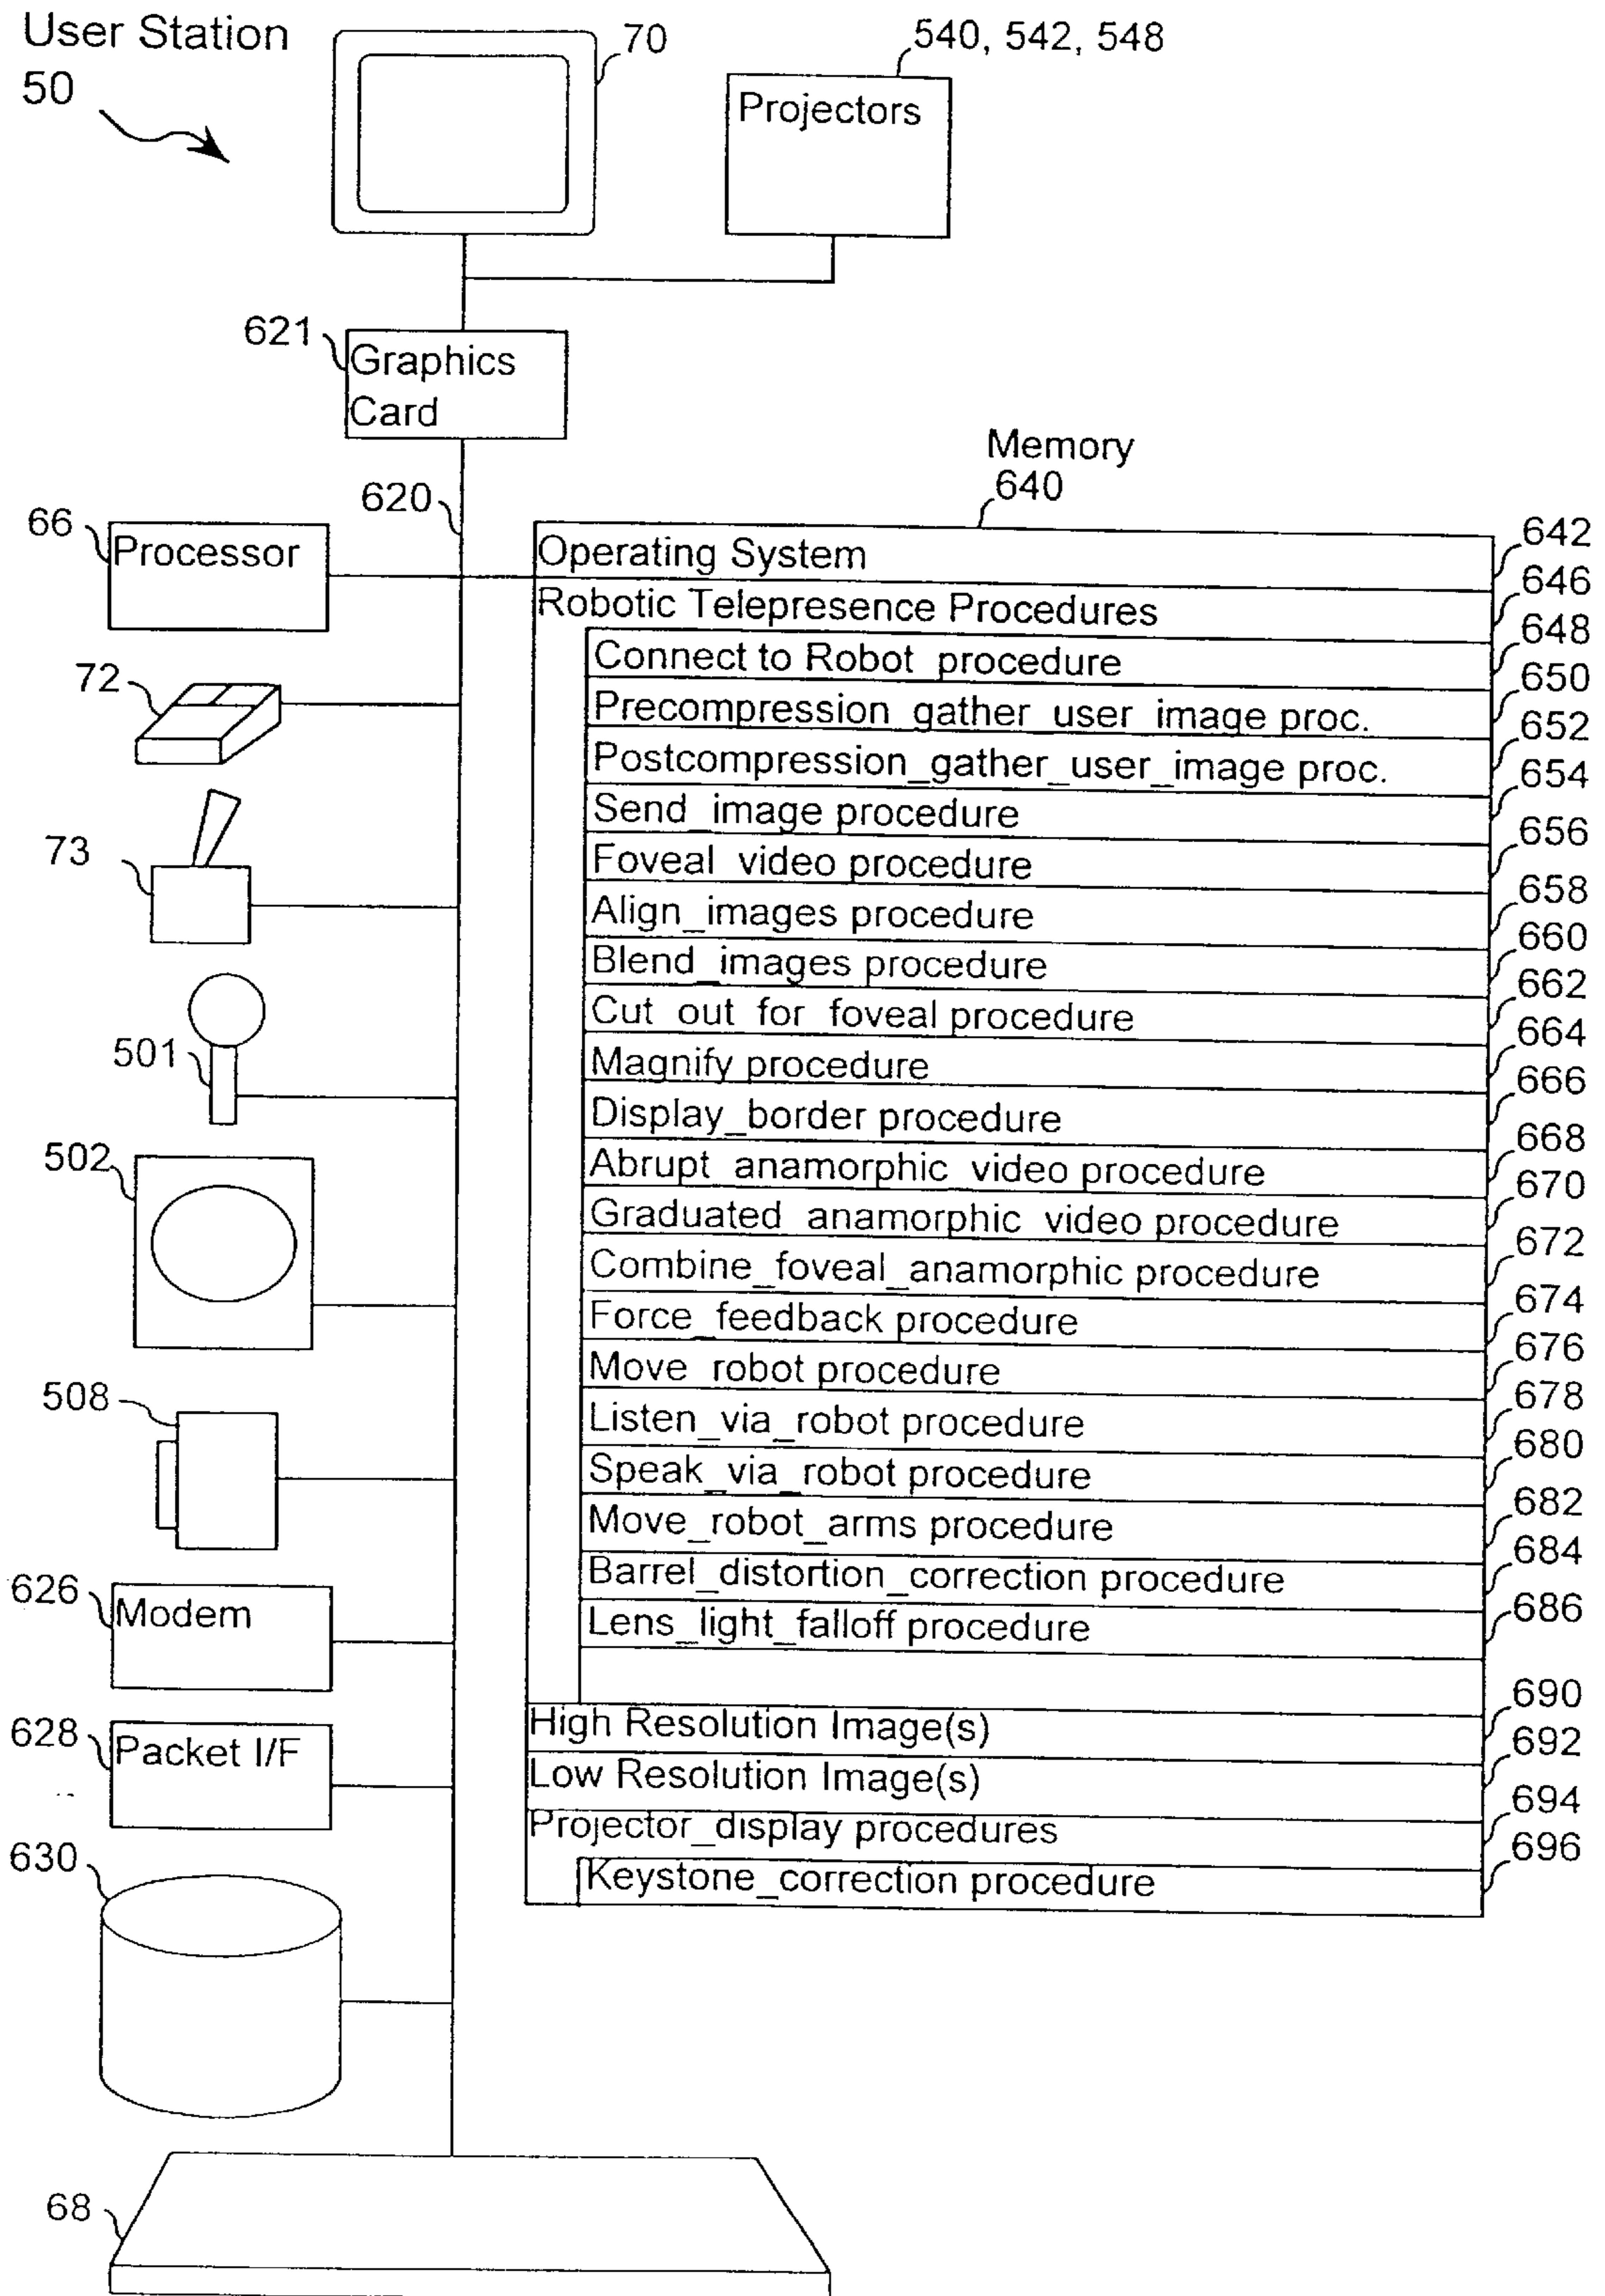 User Station
50
70
540, 542, 548
Projectors
621
Graphics
Card
620
Memory
640
66
Processor
72
73
501
502
508
626
Modem
628
Packet I/F
630
68
Operating System
642
Robotic Telepresence Procedures
646
Connect to Robot_procedure
648
Precompression_gather_user_image proc.
650
Postcompression_gather_user_image proc.
652
Send_image procedure
654
Foveal_video procedure
656
Align_images procedure
658
Blend_images procedure
660
Cut_out_for_foveal procedure
662
Magnify procedure
664
Display_border procedure
666
Abrupt_anamorphic_video procedure
668
Graduated_anamorphic_video procedure
670
Combine_foveal_anamorphic procedure
672
Force_feedback procedure
674
Move_robot procedure
676
Listen_via_robot procedure
678
Speak_via_robot procedure
680
Move_robot_arms procedure
682
Barrel_distortion_correction procedure
684
Lens_light_falloff procedure
686
High Resolution Image(s)
690
Low Resolution Image(s)
692
Projector_display procedures
694
Keystone_correction procedure
696